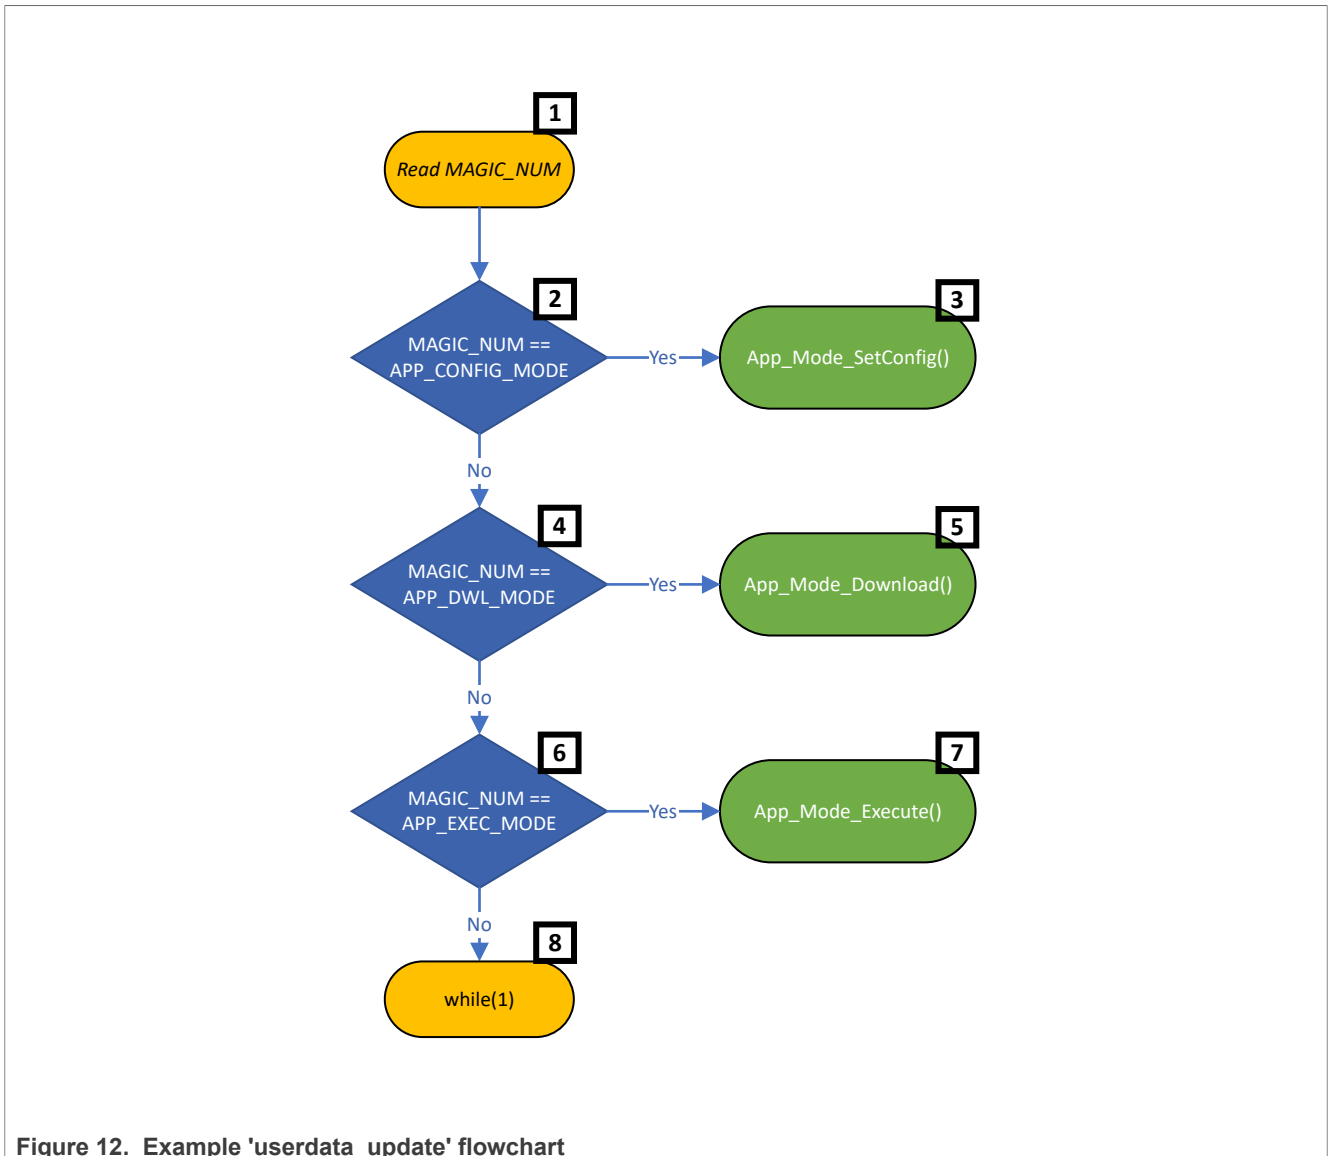 1
Read MAGIC_NUM
2
MAGIC_NUM ==
APP_CONFIG_MODE
Yes
3
App_Mode_SetConfig()
No
4
MAGIC_NUM ==
APP_DWL_MODE
Yes
5
App_Mode_Download()
No
6
MAGIC_NUM ==
APP_EXEC_MODE
Yes
7
App_Mode_Execute()
No
8
while(1)
Figure 12. Example 'userdata_update' flowchart